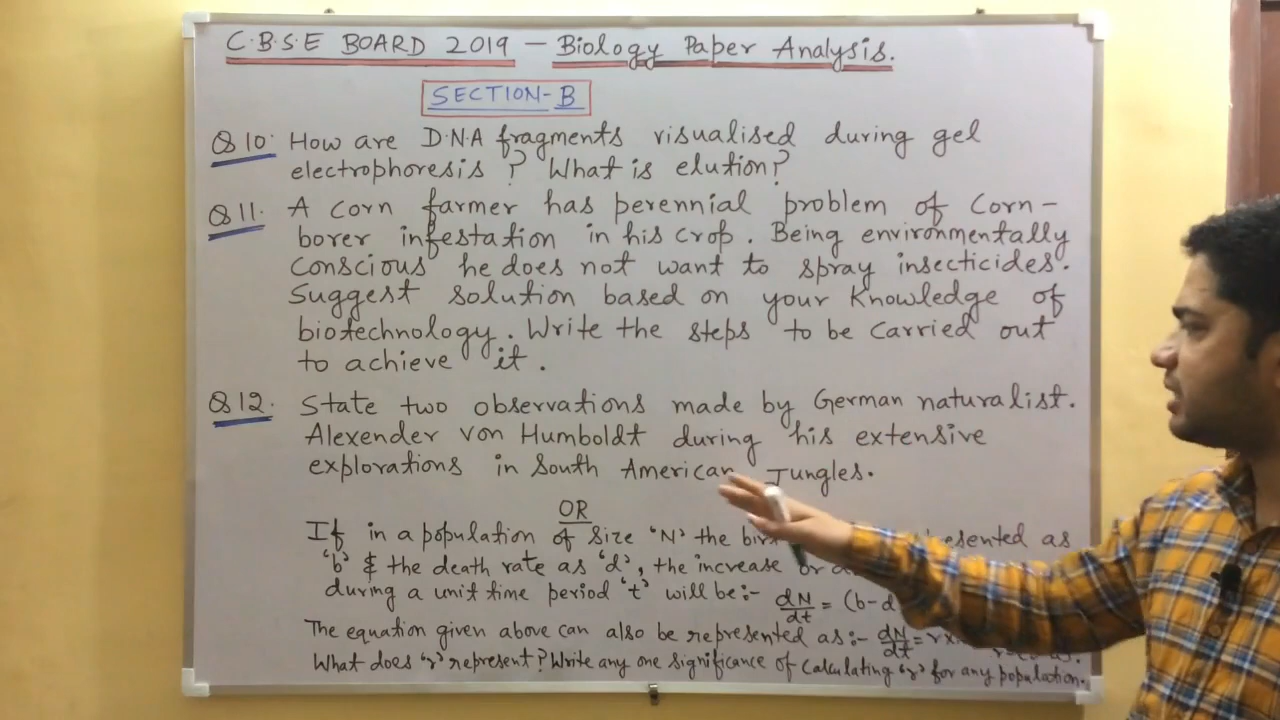 C.B.S.E BOARD 2019 – Biology Paper Analysis.
SECTION-B
Q 10. How are D.N.A fragments visualised during gel
electrophoresis? What is elution?
Q 11. A corn farmer has perennial problem of Corn-
borer infestation in his crop. Being environmentally
conscious he does not want to spray insecticides.
Suggest solution based on your knowledge of
biotechnology. Write the steps to be carried out
to achieve it.
Q 12. State two observations made by German naturalist.
Alexender von Humboldt during his extensive
explorations in South American Jungles.
OR
If in a population of size 'N' the
'b' & the death rate as 'd', the increase or
during a unit time period 't' will be:- dN/dt = (b-d
The equation given above can also be represented as:- dN/dt = r
What does 'r' represent? Write any one significance of calculating 'r' for any population.